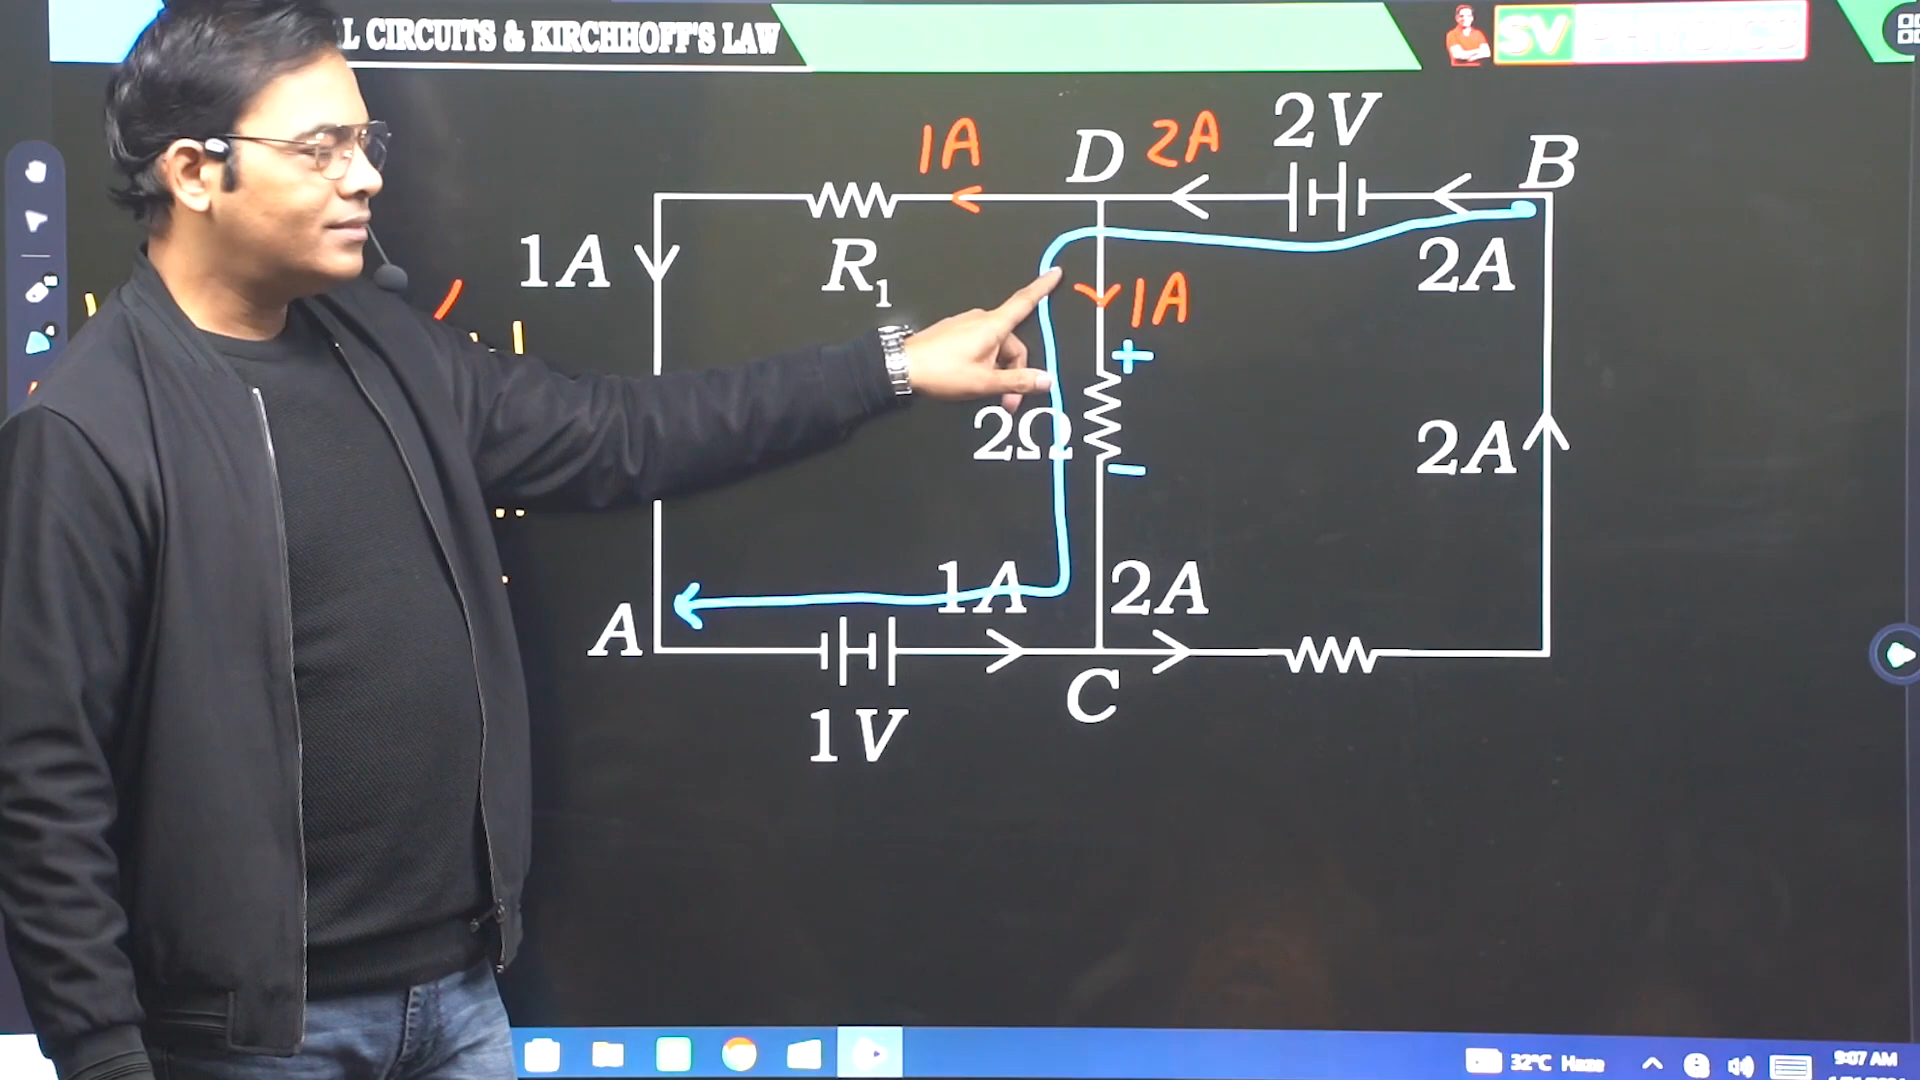 L CIRCUITS & KIRCHHOFF'S LAW
SV PHYSICS
1A D 2A 2V B
1A R1 1A 2A
+
2Ω 2A
−
1A 2A
A
C
1V
32°C Haze
9:07 AM